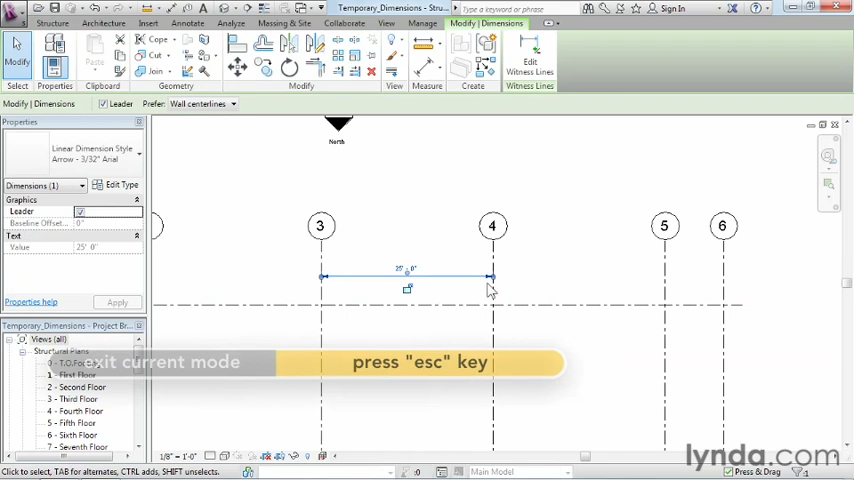 Temporary_Dimensions - Stru...
Sign In
Structure Architecture Insert Annotate Analyze Massing & Site Collaborate View Manage Modify | Dimensions
Modify
Paste
Cope
Cut
Join
Edit
Witness Lines
Select Properties Clipboard Geometry Modify View Measure Create Witness Lines
Modify | Dimensions
Leader
Prefer: Wall centerlines
Properties
Linear Dimension Style
Arrow - 3/32" Arial
Dimensions (1)
Edit Type
Graphics
Leader
Baseline Offset...
0"
Text
Value
25' 0"
Properties help
Apply
Temporary_Dimensions - Project Br...
Views (all)
Structural Plans
0 - T.O.Foo
1 - First Floor
2 - Second Floor
3 - Third Floor
4 - Fourth Floor
5 - Fifth Floor
6 - Sixth Floor
7 - Seventh Floor
North
3
4
5
6
25' - 0"
exit current mode
press "esc" key
1/8" = 1'-0"
Click to select, TAB for alternates, CTRL adds, SHIFT unselects.
:0
Main Model
Press & Drag
:1
lynda.com